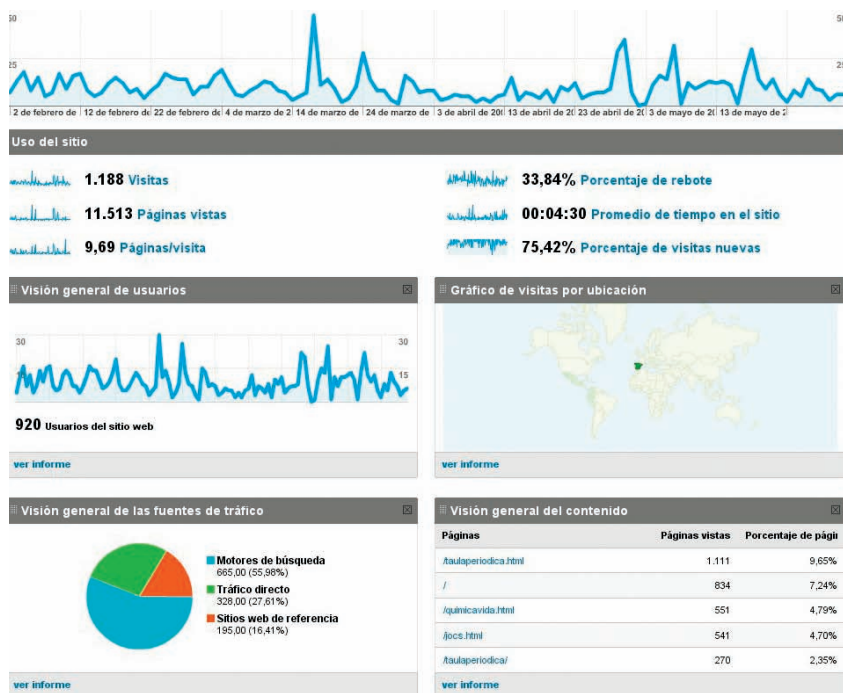 50 50
25 25
2 de febrero de 12 de febrero de 22 de febrero de 4 de marzo de 2 14 de marzo de 24 de marzo de 3 de abril de 200 13 de abril de 20 23 de abril de 20 3 de mayo de 20 13 de mayo de 2
Uso del sitio
1.188 Visitas 33,84% Porcentaje de rebote
11.513 Páginas vistas 00:04:30 Promedio de tiempo en el sitio
9,69 Páginas/visita 75,42% Porcentaje de visitas nuevas
Visión general de usuarios
30 30
15 15
920 Usuarios del sitio web
ver informe
Gráfico de visitas por ubicación
ver informe
Visión general de las fuentes de tráfico
Motores de búsqueda
665,00 (55,98%)
Tráfico directo
328,00 (27,61%)
Sitios web de referencia
195,00 (16,41%)
ver informe
Visión general del contenido
Páginas Páginas vistas Porcentaje de págin
/taulaperiodica.html 1.111 9,65%
/ 834 7,24%
/quimicavida.html 551 4,79%
/jocs.html 541 4,70%
/taulaperiodica/ 270 2,35%
ver informe